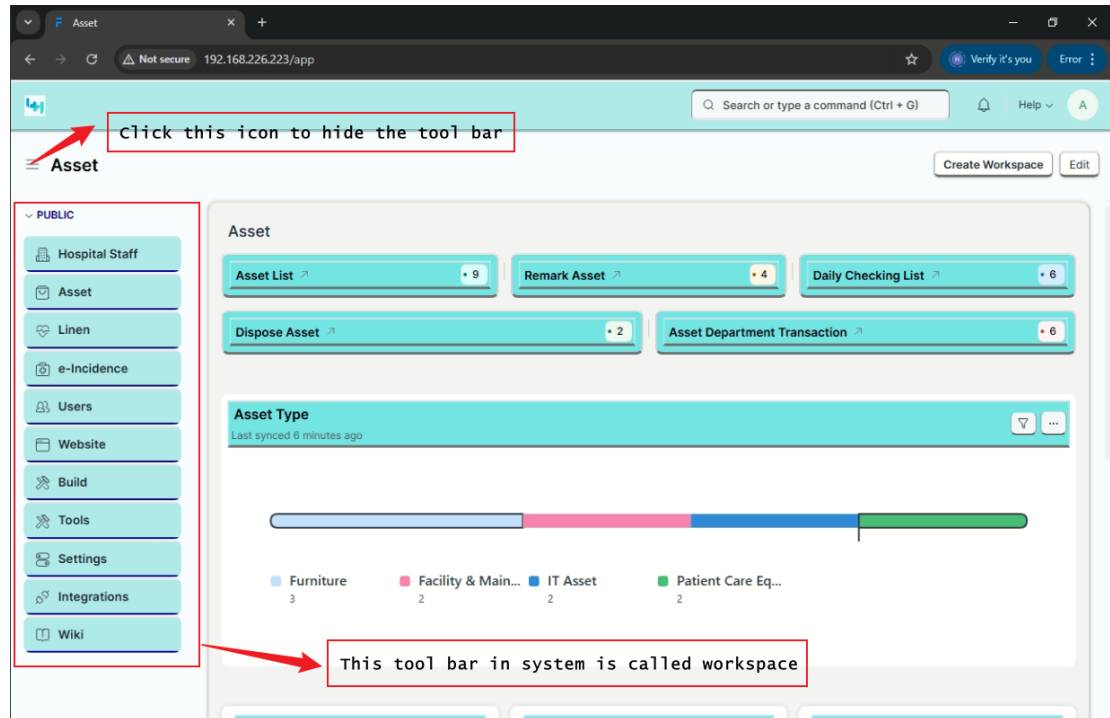 Asset
Not secure 192.168.226.223/app Verify it's you Error
Search or type a command (Ctrl + G) Help A
Click this icon to hide the tool bar
Asset Create Workspace Edit
PUBLIC
Hospital Staff
Asset
Linen
e-Incidence
Users
Website
Build
Tools
Settings
Integrations
Wiki
Asset
Asset List 9 Remark Asset 4 Daily Checking List 6
Dispose Asset 2 Asset Department Transaction 6
Asset Type
Last synced 6 minutes ago
Furniture Facility & Main... IT Asset Patient Care Eq...
3 2 2 2
This tool bar in system is called workspace